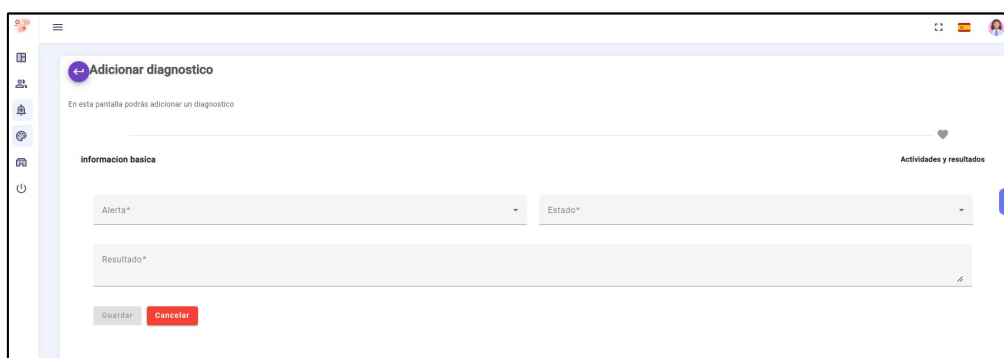 Adicionar diagnostico
En esta pantalla podrás adicionar un diagnostico
informacion basica
Actividades y resultados
Alerta*
Estado*
Resultado*
Guardar
Cancelar